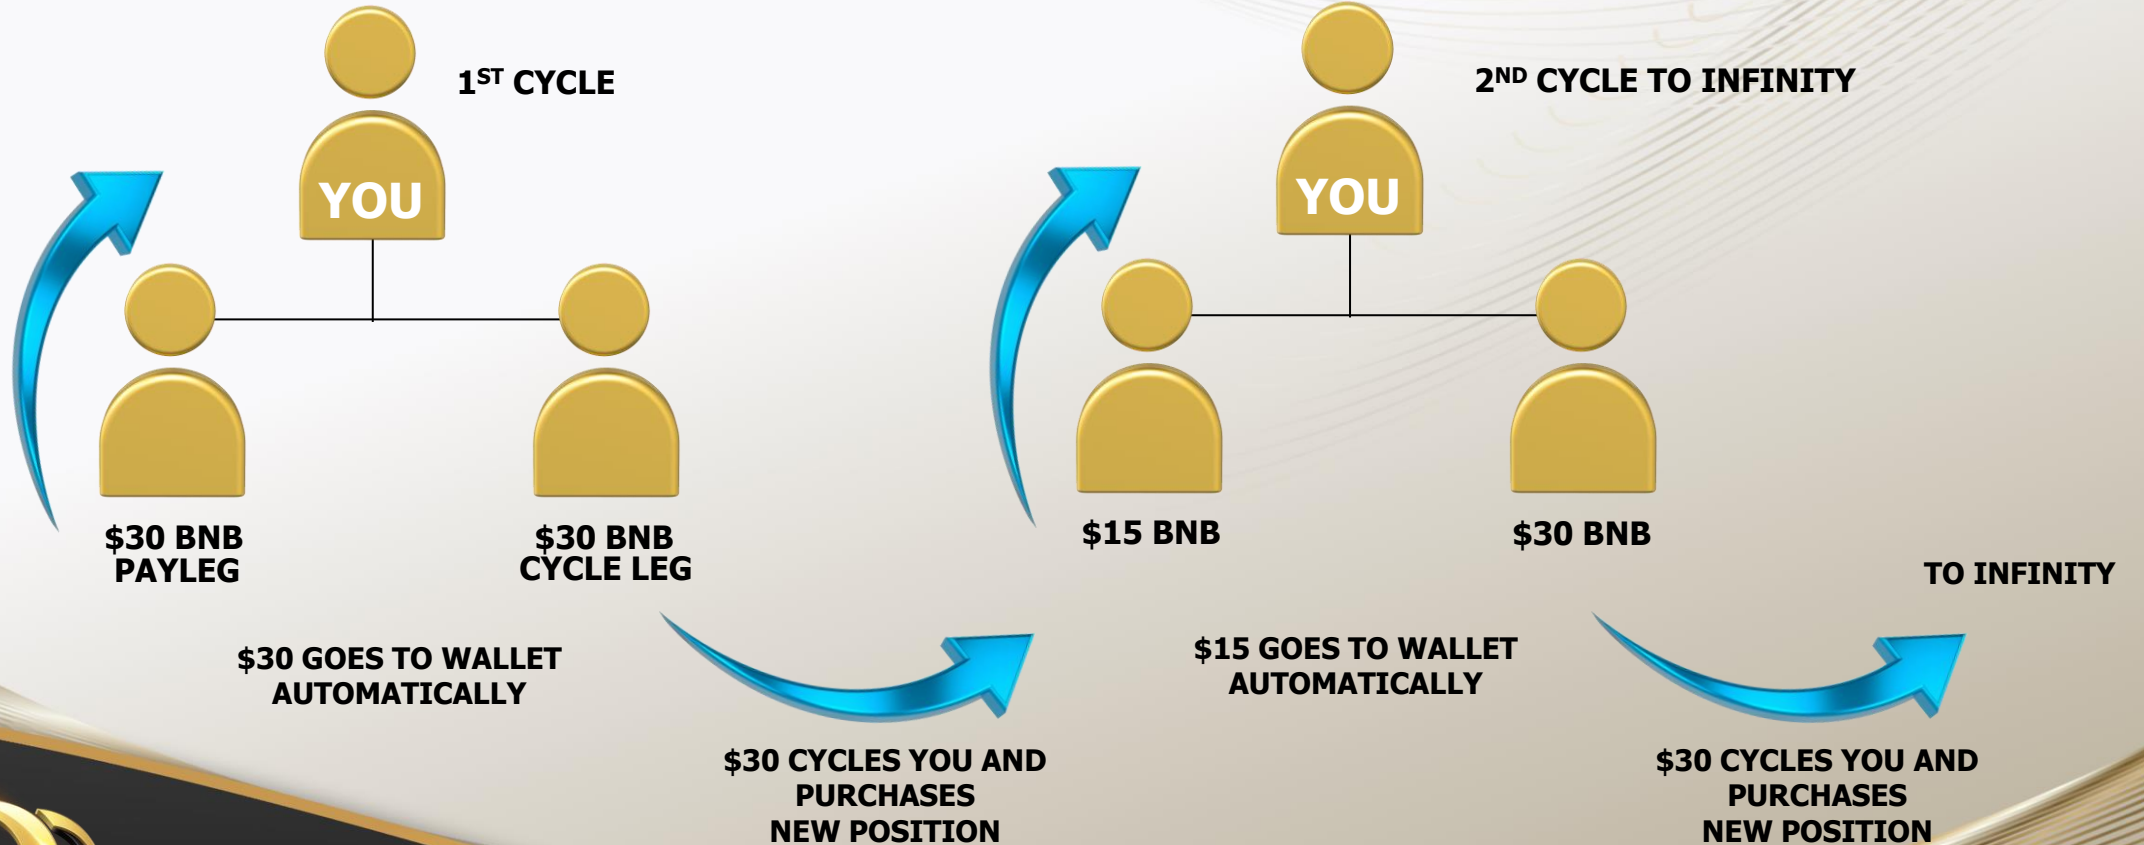 1ST CYCLE
YOU
$30 BNB
PAYLEG
$30 BNB
CYCLE LEG
$30 GOES TO WALLET
AUTOMATICALLY
$30 CYCLES YOU AND
PURCHASES
NEW POSITION
2ND CYCLE TO INFINITY
YOU
$15 BNB
$30 BNB
TO INFINITY
$15 GOES TO WALLET
AUTOMATICALLY
$30 CYCLES YOU AND
PURCHASES
NEW POSITION